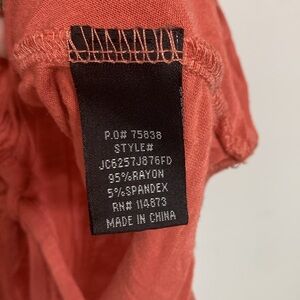 P.O# 75838
STYLE#
JC6257J876FD
95%RAYON
5%SPANDEX
RN# 114873
MADE IN CHINA